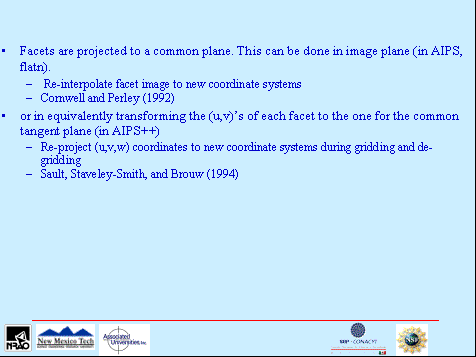 • Facets are projected to a common plane. This can be done in image plane (in AIPS,
flatn).
– Re-interpolate facet image to new coordinate systems
– Cornwell and Perley (1992)
• or in equivalently transforming the (u,v)'s of each facet to the one for the common
tangent plane (in AIPS++)
– Re-project (u,v,w) coordinates to new coordinate systems during gridding and de-
gridding
– Sault, Staveley-Smith, and Brouw (1994)
NRAO
New Mexico Tech
Associated
Universities, Inc.
SEP - CONACYT
NSF